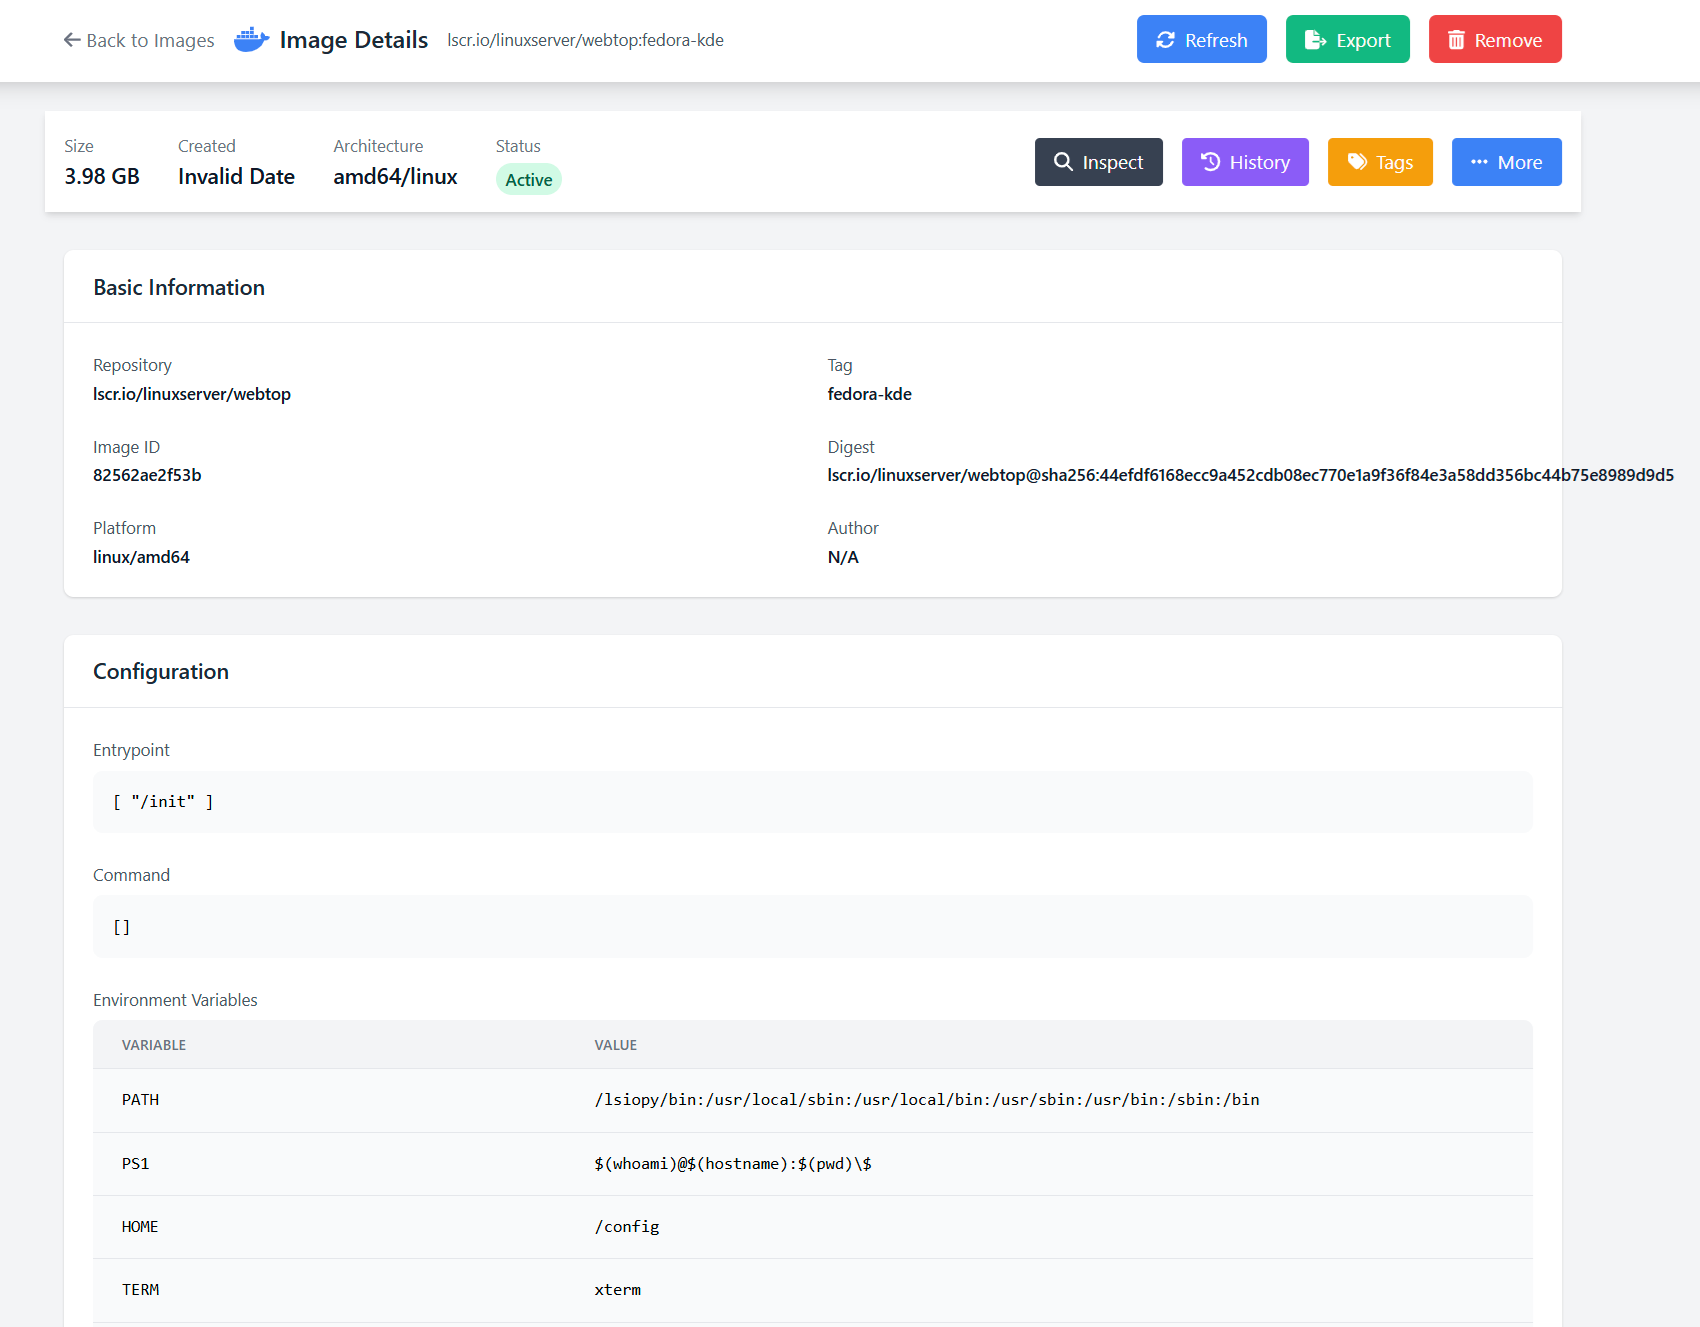 Back to Images Image Details lscr.io/linuxserver/webtop:fedora-kde Refresh Export Remove
Size Created Architecture Status
3.98 GB Invalid Date amd64/linux Active
Inspect History Tags More
Basic Information
Repository Tag
lscr.io/linuxserver/webtop fedora-kde
Image ID Digest
82562ae2f53b lscr.io/linuxserver/webtop@sha256:44efdf6168ecc9a452cdb08ec770e1a9f36f84e3a58dd356bc44b75e8989d9d5
Platform Author
linux/amd64 N/A
Configuration
Entrypoint
[ "/init" ]
Command
[]
Environment Variables
VARIABLE VALUE
PATH /lsiopy/bin:/usr/local/sbin:/usr/local/bin:/usr/sbin:/usr/bin:/sbin:/bin
PS1 $(whoami)@$(hostname):$(pwd)\$
HOME /config
TERM xterm